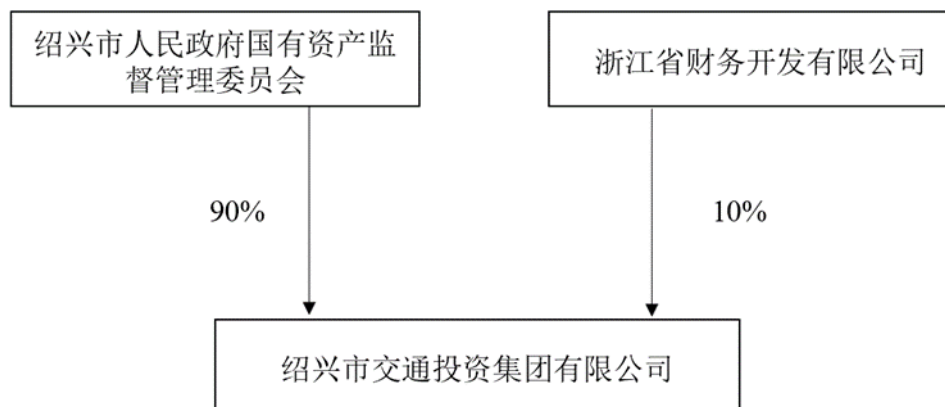 绍兴市人民政府国有资产监
督管理委员会
浙江省财务开发有限公司
90%
10%
绍兴市交通投资集团有限公司